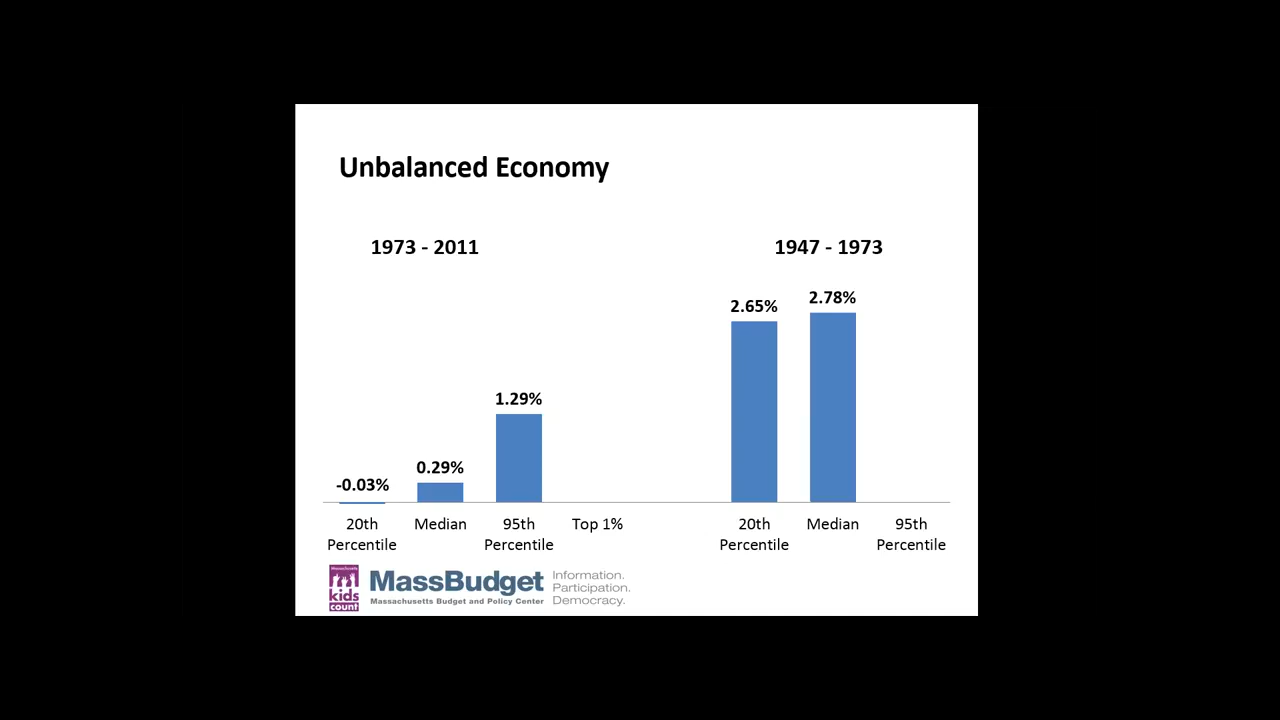 Unbalanced Economy
1973 - 2011
1947 - 1973
-0.03%
0.29%
1.29%
2.65%
2.78%
20th Percentile
Median
95th Percentile
Top 1%
20th Percentile
Median
95th Percentile
Massachusetts
kids
count
MassBudget
Massachusetts Budget and Policy Center
Information.
Participation.
Democracy.